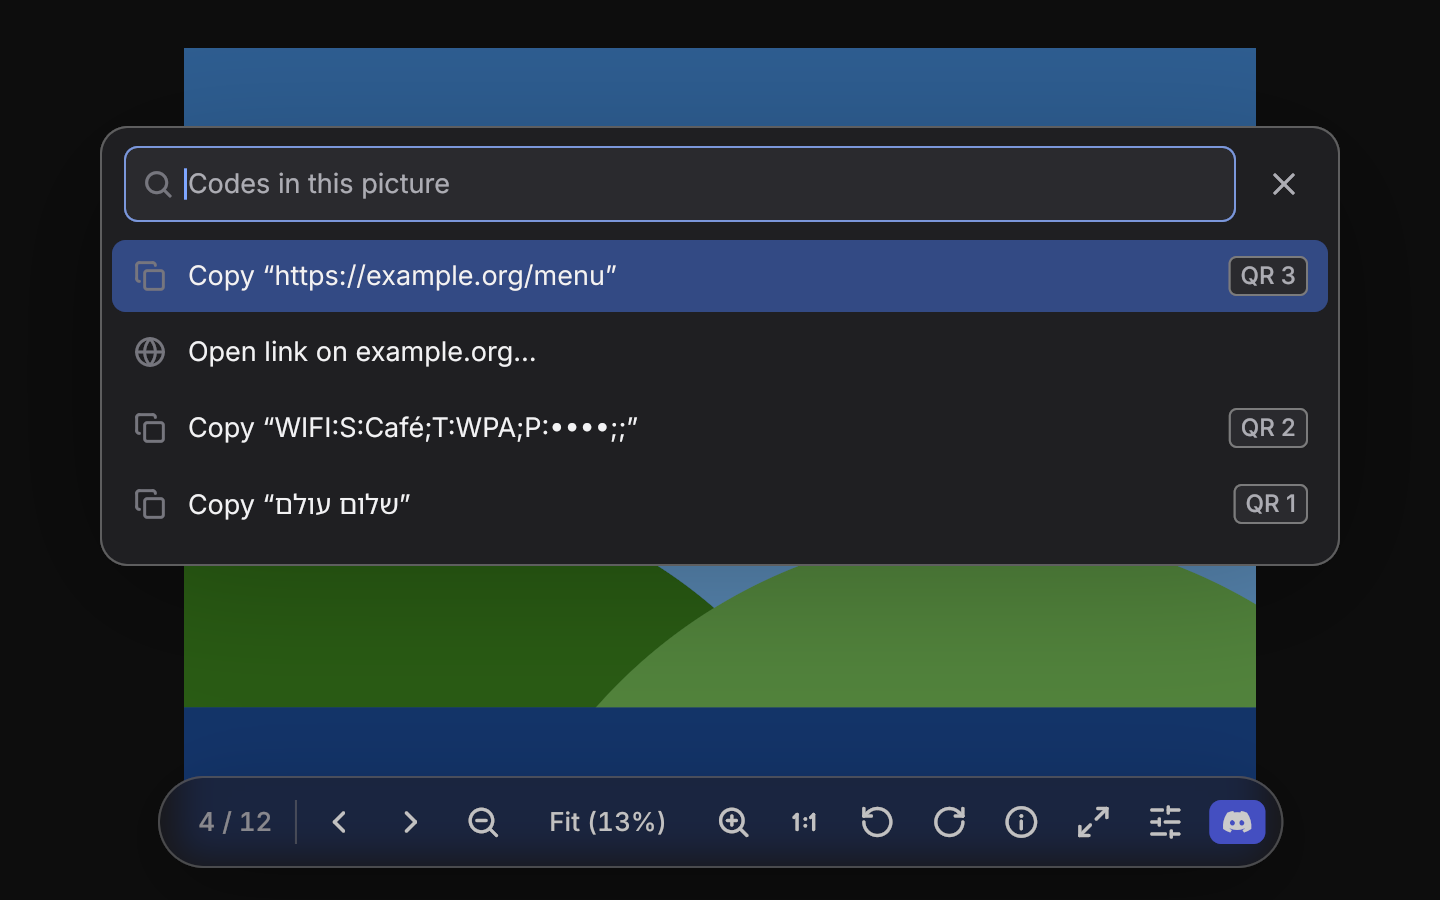 Codes in this picture
Copy “https://example.org/menu” QR 3
Open link on example.org...
Copy “WIFI:S:Café;T:WPA;P:••••;;” QR 2
Copy “שלום עולם” QR 1
4 / 12 Fit (13%) 1:1